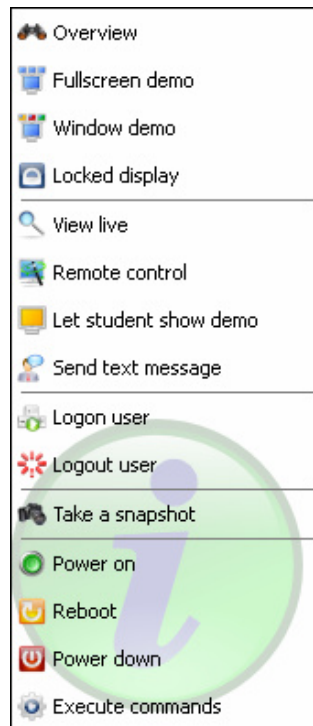 Overview
Fullscreen demo
Window demo
Locked display
View live
Remote control
Let student show demo
Send text message
Logon user
Logout user
Take a snapshot
Power on
Reboot
Power down
Execute commands